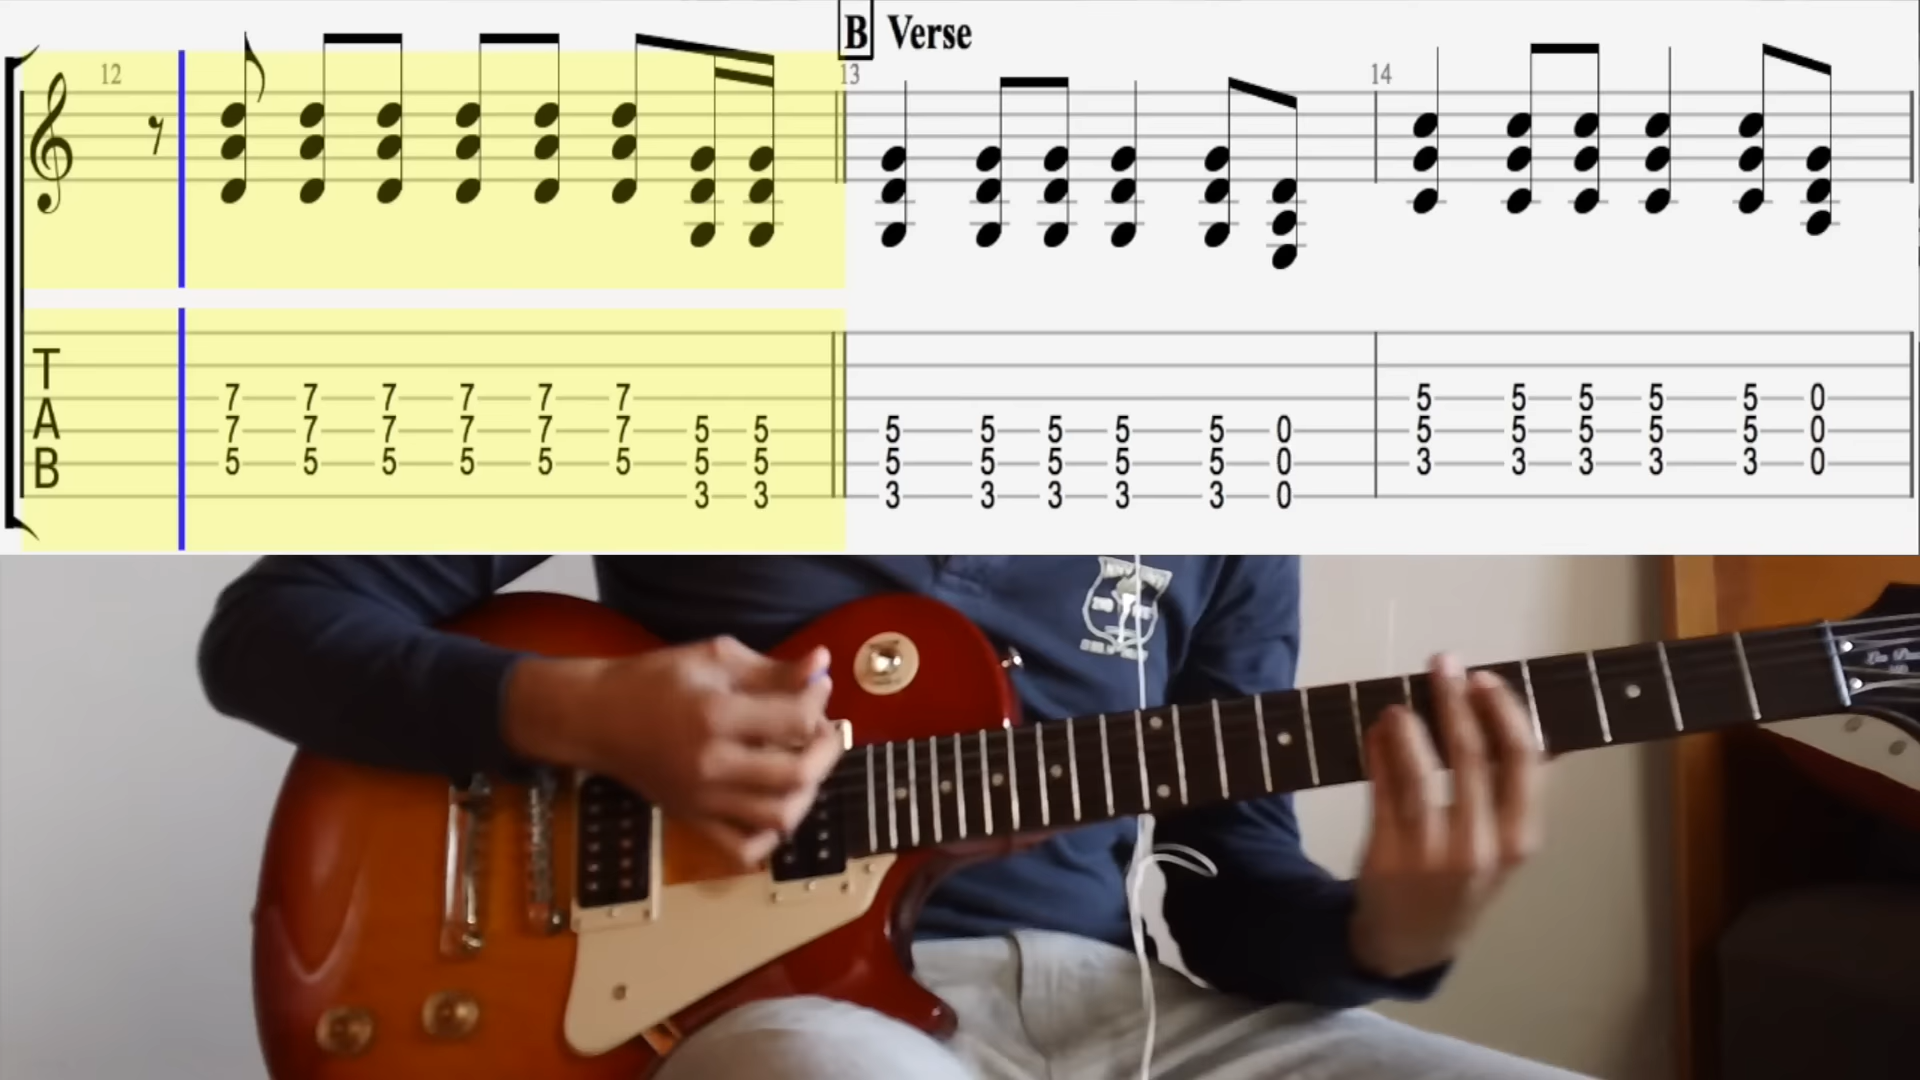 B Verse
12 13 14
T 7 7 7 7 7 7 5 5 5 5 5 5 0
A 7 7 7 7 7 7 5 5 5 5 5 5 5 0 5 5 5 5 5 0
B 5 5 5 5 5 5 5 5 5 5 5 5 5 0 3 3 3 3 3 0
3 3 3 3 3 3 3 0